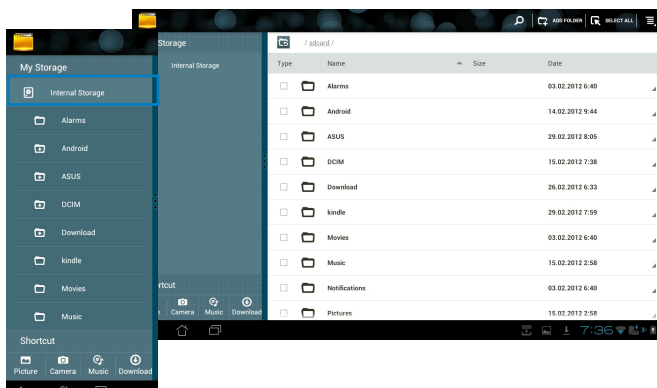 My Storage
Internal Storage
Alarms
Android
ASUS
DCIM
Download
kindle
Movies
Music
Shortcut
Picture Camera Music Download
ADD FOLDER SELECT ALL
Storage
Internal Storage
/ sdcard /
Type Name Size Date
Alarms 03.02.2012 6:40
Android 14.02.2012 9:44
ASUS 29.02.2012 8:05
DCIM 15.02.2012 7:38
Download 26.02.2012 6:33
kindle 29.02.2012 7:59
Movies 03.02.2012 6:40
Music 15.02.2012 2:58
Notifications 03.02.2012 6:40
Pictures 15.02.2012 2:58
rtcut
e Camera Music Download
7:36